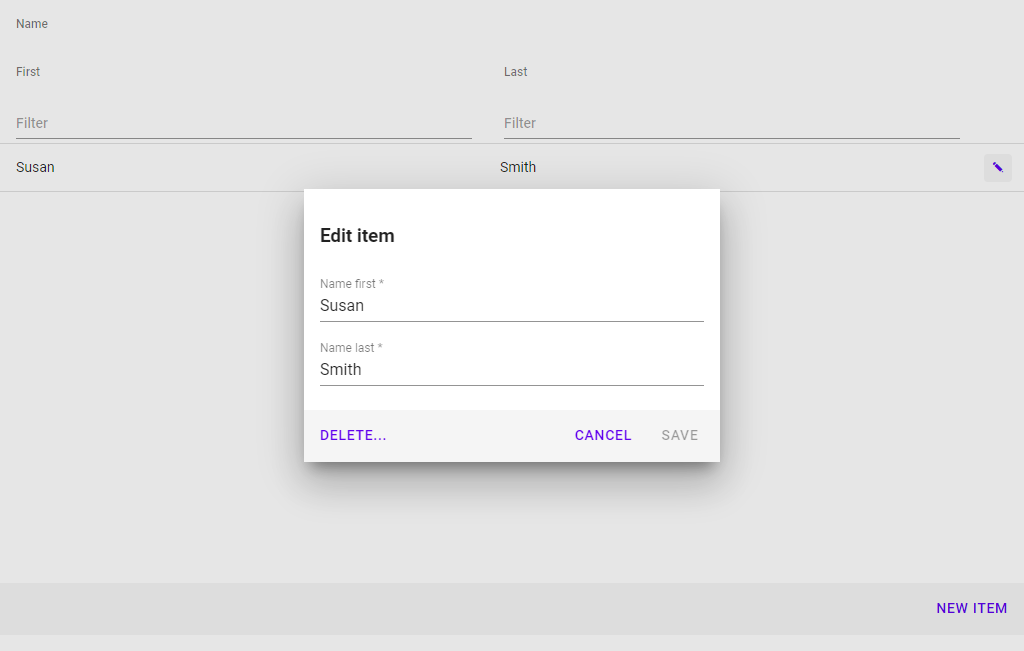 Name
First Last
Filter Filter
Susan Smith
Edit item
Name first *
Susan
Name last *
Smith
DELETE... CANCEL SAVE
NEW ITEM